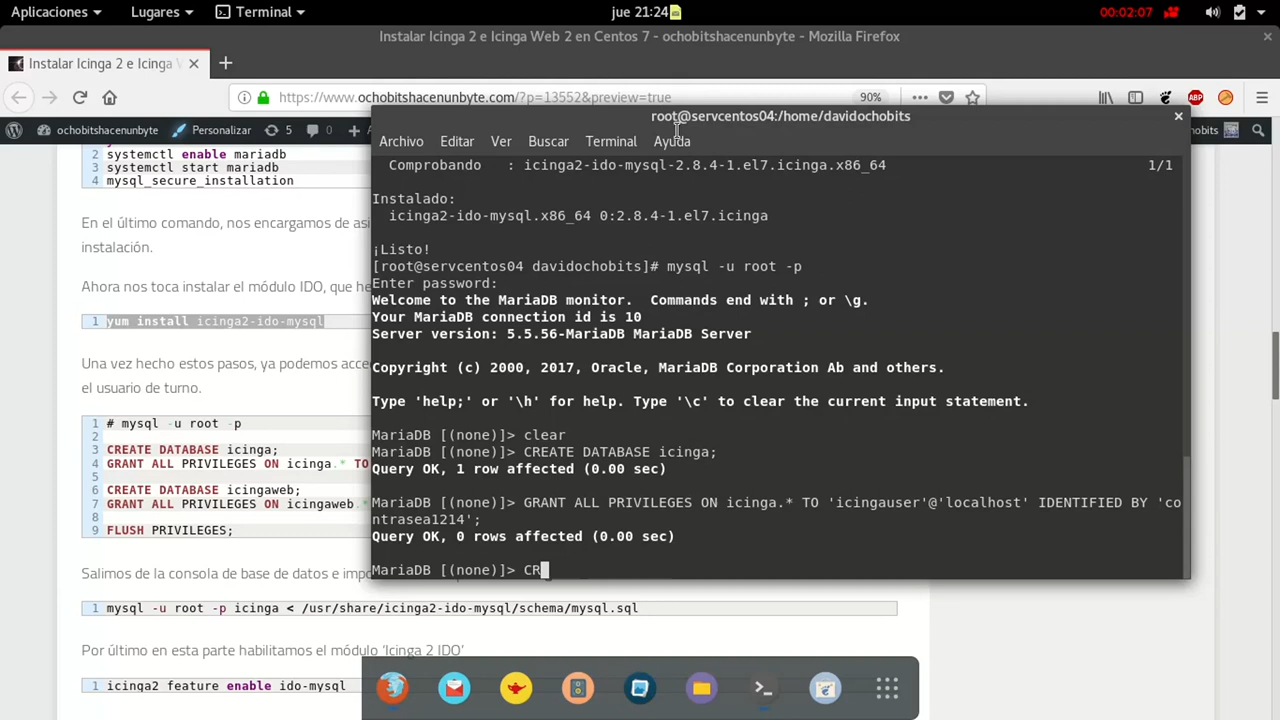 Aplicaciones Lugares Terminal jue 21:24 00:02:07
Instalar Icinga 2 e Icinga Web 2 en Centos 7 - ochobitshacenunbyte - Mozilla Firefox
Instalar Icinga 2 e Icinga W
https://www.ochobitshacenunbyte.com/?p=13552&preview=true 90% ABP
ochobitshacenunbyte Personalizar 5 0 hobits
root@servcentos04:/home/davidochobits
Archivo Editar Ver Buscar Terminal Ayuda
2 systemctl enable mariadb
3 systemctl start mariadb
4 mysql_secure_installation
En el último comando, nos encargamos de
instalación.
Ahora nos toca instalar el módulo IDO, que
1 yum install icinga2-ido-mysql
Una vez hecho estos pasos, ya podemos
el usuario de turno.
1 # mysql -u root -p
2
3 CREATE DATABASE icinga;
4 GRANT ALL PRIVILEGES ON icinga.* TO
5
6 CREATE DATABASE icingaweb;
7 GRANT ALL PRIVILEGES ON icingaweb.*
8
9 FLUSH PRIVILEGES;
Salimos de la consola de base de datos e
1 mysql -u root -p icinga < /usr/share/icinga2-ido-mysql/schema/mysql.sql
Por último en esta parte habilitamos el módulo ‘Icinga 2 IDO’
1 icinga2 feature enable ido-mysql
Comprobando : icinga2-ido-mysql-2.8.4-1.el7.icinga.x86_64 1/1
Instalado:
icinga2-ido-mysql.x86_64 0:2.8.4-1.el7.icinga
¡Listo!
[root@servcentos04 davidochobits]# mysql -u root -p
Enter password:
Welcome to the MariaDB monitor. Commands end with ; or \g.
Your MariaDB connection id is 10
Server version: 5.5.56-MariaDB MariaDB Server
Copyright (c) 2000, 2017, Oracle, MariaDB Corporation Ab and others.
Type 'help;' or '\h' for help. Type '\c' to clear the current input statement.
MariaDB [(none)]> clear
MariaDB [(none)]> CREATE DATABASE icinga;
Query OK, 1 row affected (0.00 sec)
MariaDB [(none)]> GRANT ALL PRIVILEGES ON icinga.* TO 'icingauser'@'localhost' IDENTIFIED BY 'co
ntrasea1214';
Query OK, 0 rows affected (0.00 sec)
MariaDB [(none)]> CR